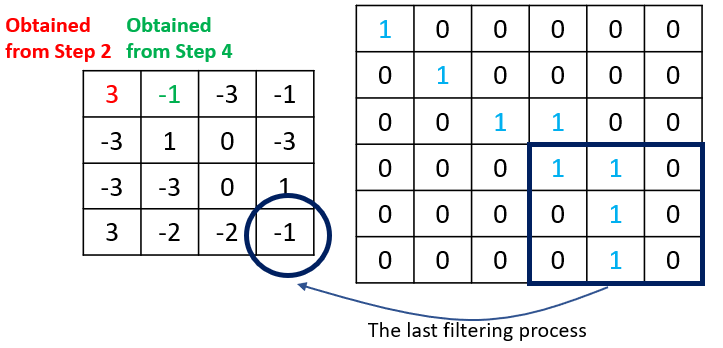 Obtained
from Step 2
Obtained
from Step 4
3 -1 -3 -1
-3 1 0 -3
-3 -3 0 1
3 -2 -2 -1
1 0 0 0 0 0
0 1 0 0 0 0
0 0 1 1 0 0
0 0 0 1 1 0
0 0 0 0 1 0
0 0 0 0 1 0
The last filtering process